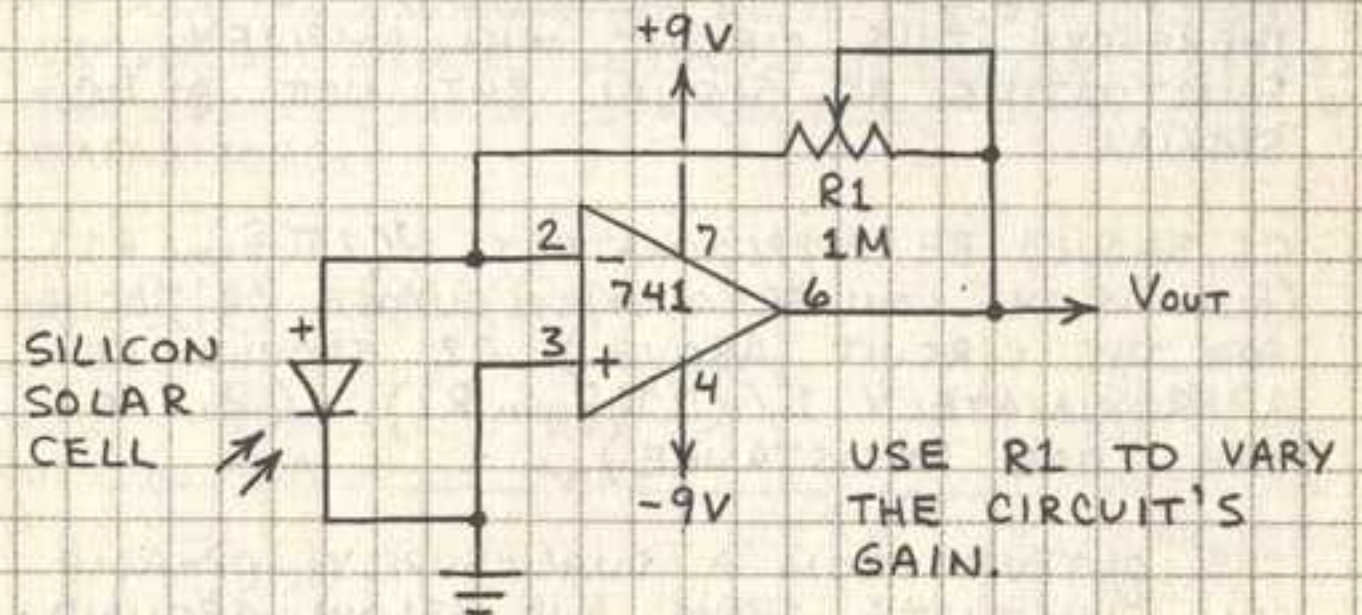 +9V
R1
1M
2
-
7
741
6
VOUT
3
+
4
-9V
+
SILICON
SOLAR
CELL
USE R1 TO VARY
THE CIRCUIT'S
GAIN.